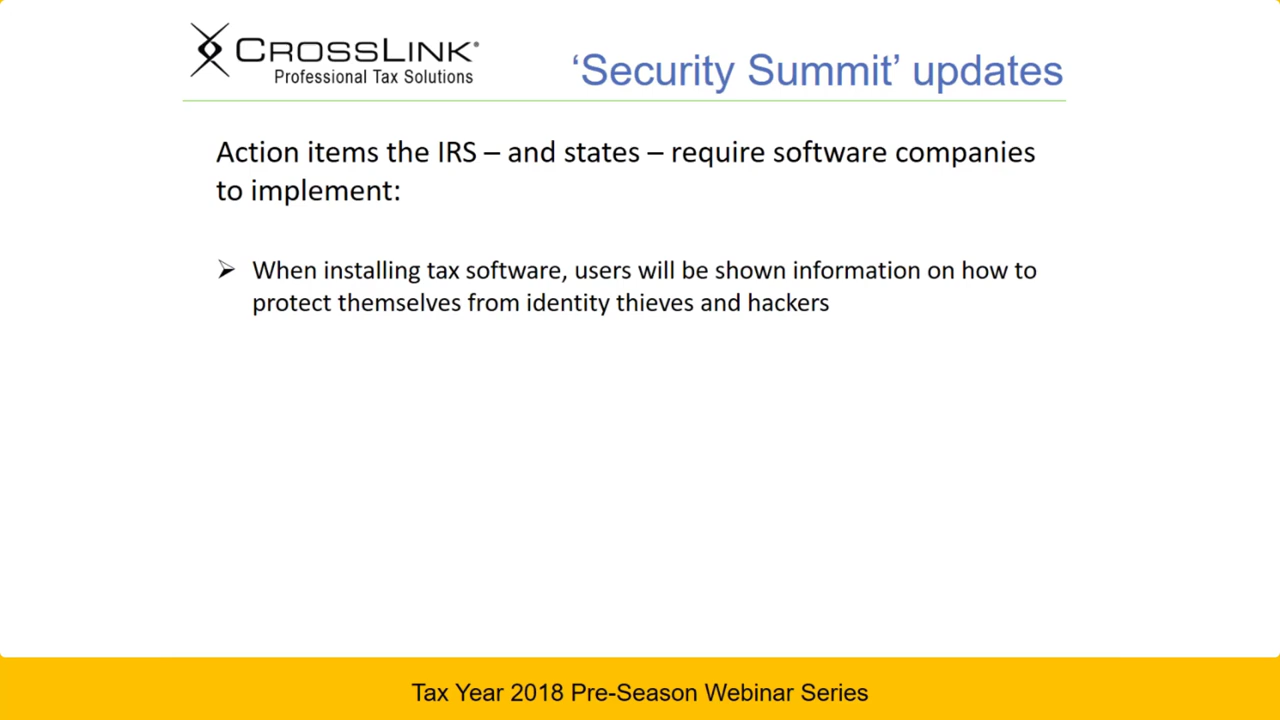 CROSSLINK®
Professional Tax Solutions
‘Security Summit’ updates
Action items the IRS – and states – require software companies
to implement:
➢ When installing tax software, users will be shown information on how to
protect themselves from identity thieves and hackers
Tax Year 2018 Pre-Season Webinar Series